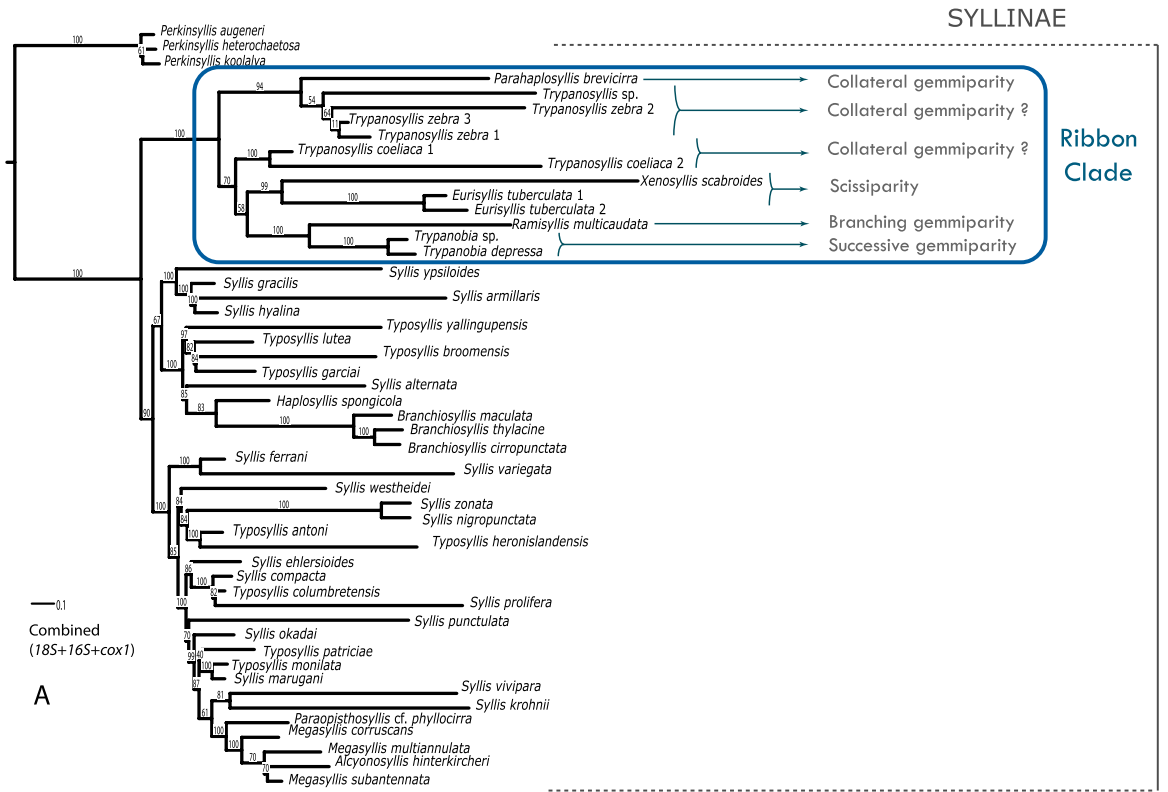 SYLLINAE
Perkinsyllis augeneri
100
Perkinsyllis heterochaetosa
61
Perkinsyllis koolalya
Parahaplosyllis brevicirra
Collateral gemmiparity
94
Trypanosyllis sp.
54
Trypanosyllis zebra 2
Collateral gemmiparity ?
64
Trypanosyllis zebra 3
11
Trypanosyllis zebra 1
100
Ribbon
Clade
Trypanosyllis coeliaca 1
Collateral gemmiparity ?
100
Trypanosyllis coeliaca 2
70
Xenosyllis scabroides
Scissiparity
99
Eurisyllis tuberculata 1
100
Eurisyllis tuberculata 2
58
Ramisyllis multicaudata
Branching gemmiparity
100
Trypanobia sp.
100
Successive gemmiparity
Trypanobia depressa
100
Syllis ypsiloides
100
Syllis gracilis
100
Syllis armillaris
100
Syllis hyalina
67
Typosyllis yallingupensis
97
Typosyllis lutea
82
Typosyllis broomensis
84
100
Typosyllis garciai
Syllis alternata
85
Haplosyllis spongicola
83
Branchiosyllis maculata
100
Branchiosyllis thylacine
100
Branchiosyllis cirropunctata
90
Syllis ferrani
100
Syllis variegata
Syllis westheidei
84
Syllis zonata
100
Syllis nigropunctata
100
84
Typosyllis antoni
100
Typosyllis heronislandensis
85
Syllis ehlersioides
86
Syllis compacta
100
Typosyllis columbretensis
82
Syllis prolifera
100
0.1
Syllis punctulata
Combined
(18S+16S+cox1)
70
Syllis okadai
Typosyllis patriciae
99
40
Typosyllis monilata
100
Syllis marugani
87
Syllis vivipara
81
Syllis krohnii
A
61
Paraopisthosyllis cf. phyllocirra
100
Megasyllis corruscans
100
Megasyllis multiannulata
70
Alcyonosyllis hinterkircheri
70
Megasyllis subantennata